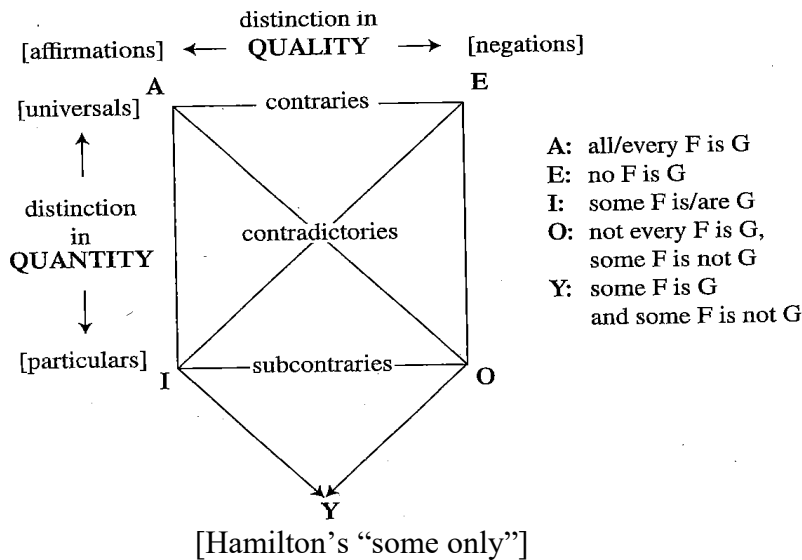 distinction in
[affirmations] ← QUALITY → [negations]
A
E
[universals]
contraries
distinction
in
QUANTITY
contradictories
[particulars]
I
subcontraries
O
Y
[Hamilton's “some only”]
A: all/every F is G
E: no F is G
I: some F is/are G
O: not every F is G,
some F is not G
Y: some F is G
and some F is not G